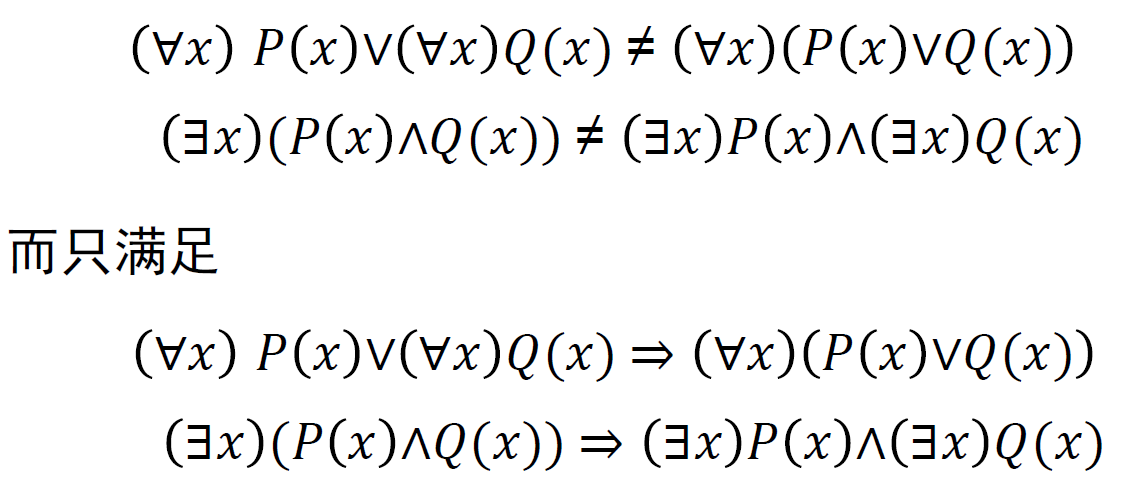 (∀x) P(x)∨(∀x)Q(x) ≠ (∀x)(P(x)∨Q(x))
(∃x)(P(x)∧Q(x)) ≠ (∃x)P(x)∧(∃x)Q(x)
而只满足
(∀x) P(x)∨(∀x)Q(x) ⇒ (∀x)(P(x)∨Q(x))
(∃x)(P(x)∧Q(x)) ⇒ (∃x)P(x)∧(∃x)Q(x)